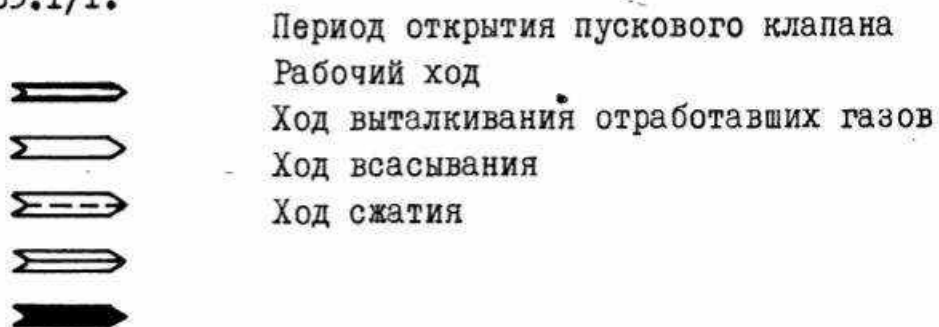 Период открытия пускового клапана
Рабочий ход
Ход выталкивания отработавших газов
Ход всасывания
Ход сжатия